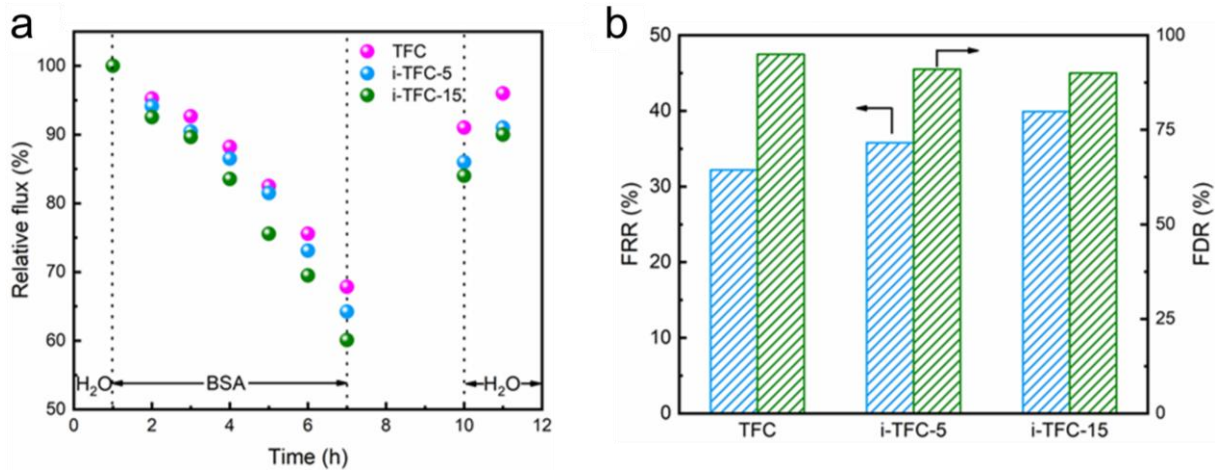 a
100
90
80
70
60
50
Relative flux (%)
TFC
i-TFC-5
i-TFC-15
H₂O
BSA
H₂O
2
4
6
8
10
12
Time (h)
b
50
40
30
20
10
0
FRR (%)
100
75
50
25
0
FDR (%)
TFC
i-TFC-5
i-TFC-15